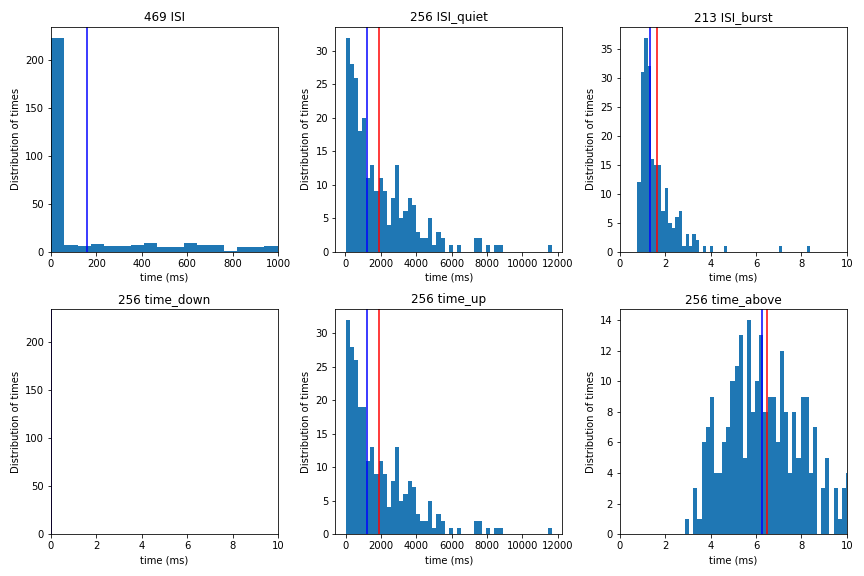 469 ISI
256 ISI_quiet
213 ISI_burst
Distribution of times
200
150
100
50
0
0 200 400 600 800 1000
time (ms)
Distribution of times
30
25
20
15
10
5
0
0 2000 4000 6000 8000 10000 12000
time (ms)
Distribution of times
35
30
25
20
15
10
5
0
0 2 4 6 8 10
time (ms)
256 time_down
256 time_up
256 time_above
Distribution of times
200
150
100
50
0
0 2 4 6 8 10
time (ms)
Distribution of times
30
25
20
15
10
5
0
0 2000 4000 6000 8000 10000 12000
time (ms)
Distribution of times
14
12
10
8
6
4
2
0
0 2 4 6 8 10
time (ms)